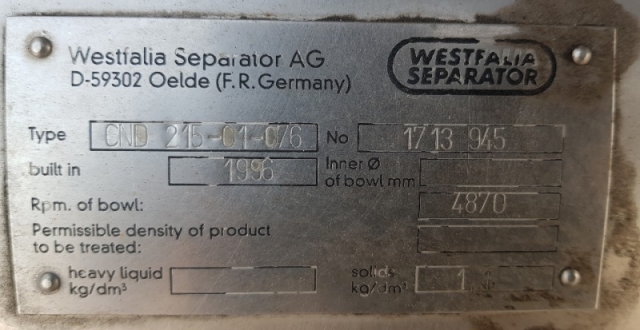 Westfalia Separator AG
D-59302 Oelde (F.R.Germany)
WESTFALIA
SEPARATOR
Type CND 215-01-076 No 1713 945
built in 1996 Inner Ø
of bowl mm
Rpm. of bowl: 4870
Permissible density of product
to be treated:
heavy liquid
kg/dm³
solids
kg/dm³ 1